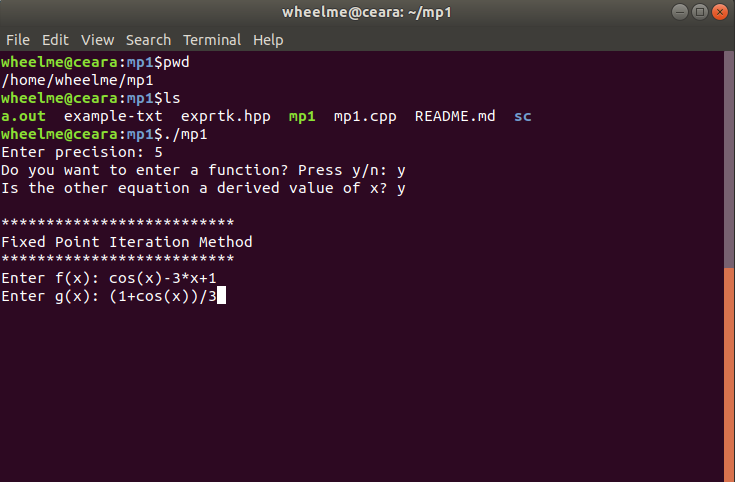 wheelme@ceara: ~/mp1
File Edit View Search Terminal Help
wheelme@ceara:mp1$pwd
/home/wheelme/mp1
wheelme@ceara:mp1$ls
a.out example-txt exprtk.hpp mp1 mp1.cpp README.md sc
wheelme@ceara:mp1$./mp1
Enter precision: 5
Do you want to enter a function? Press y/n: y
Is the other equation a derived value of x? y
**************************
Fixed Point Iteration Method
**************************
Enter f(x): cos(x)-3*x+1
Enter g(x): (1+cos(x))/3